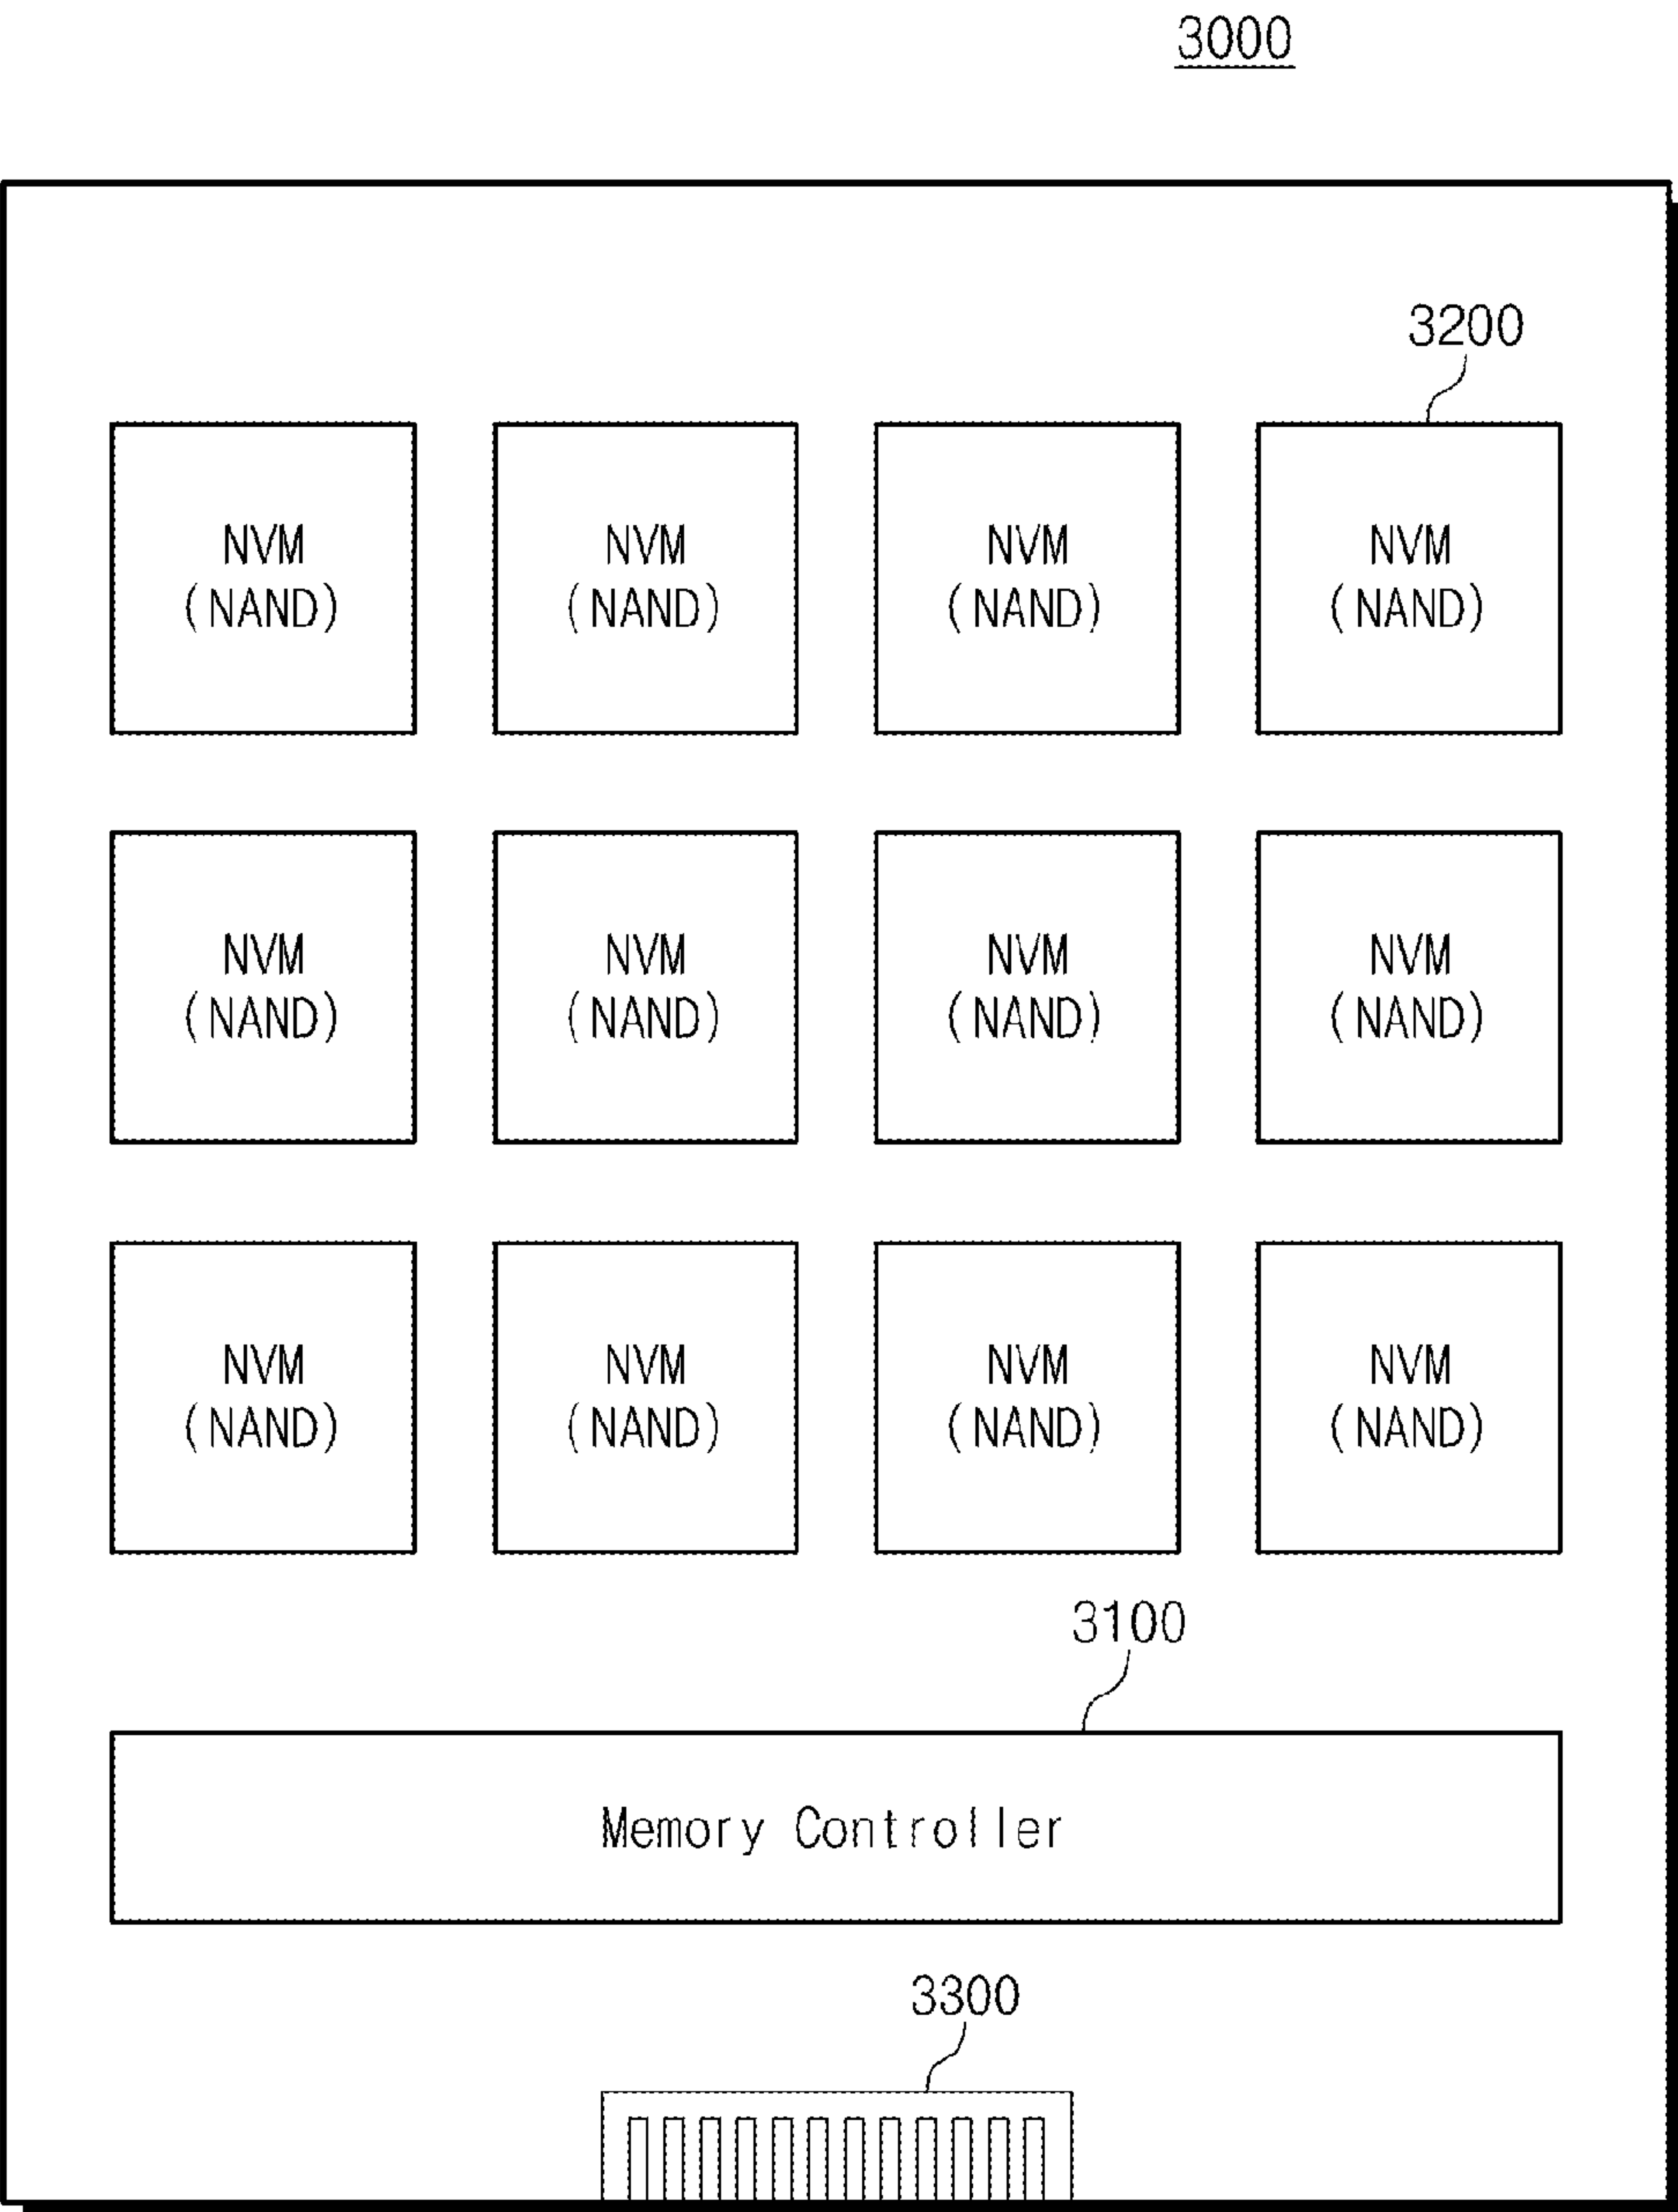 3000
3200
NVM NVM NVM NVM
(NAND) (NAND) (NAND) (NAND)
NVM NVM NVM NVM
(NAND) (NAND) (NAND) (NAND)
NVM NVM NVM NVM
(NAND) (NAND) (NAND) (NAND)
3100
Memory Controller
3300